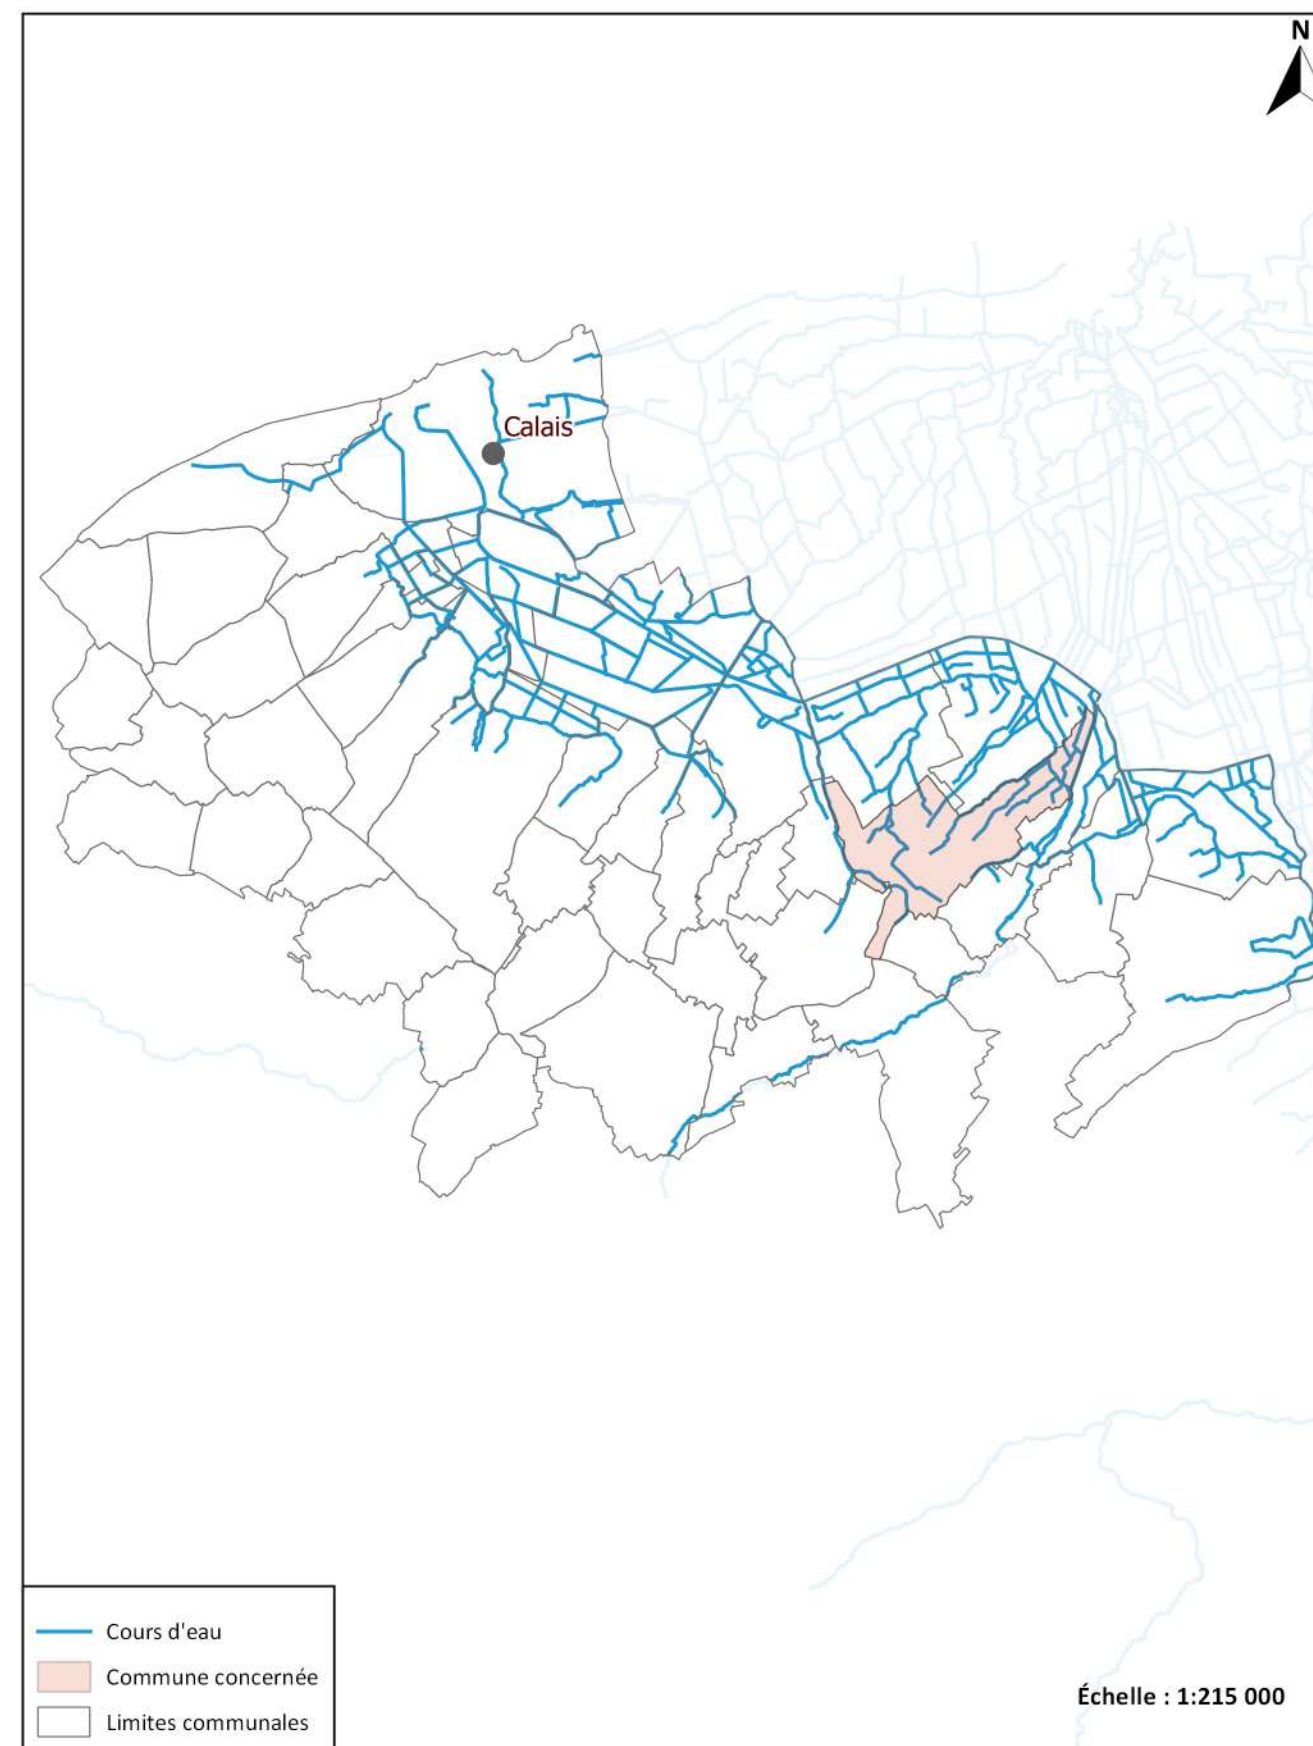 N
Calais
Cours d'eau
Commune concernée
Limites communales
Échelle : 1:215 000